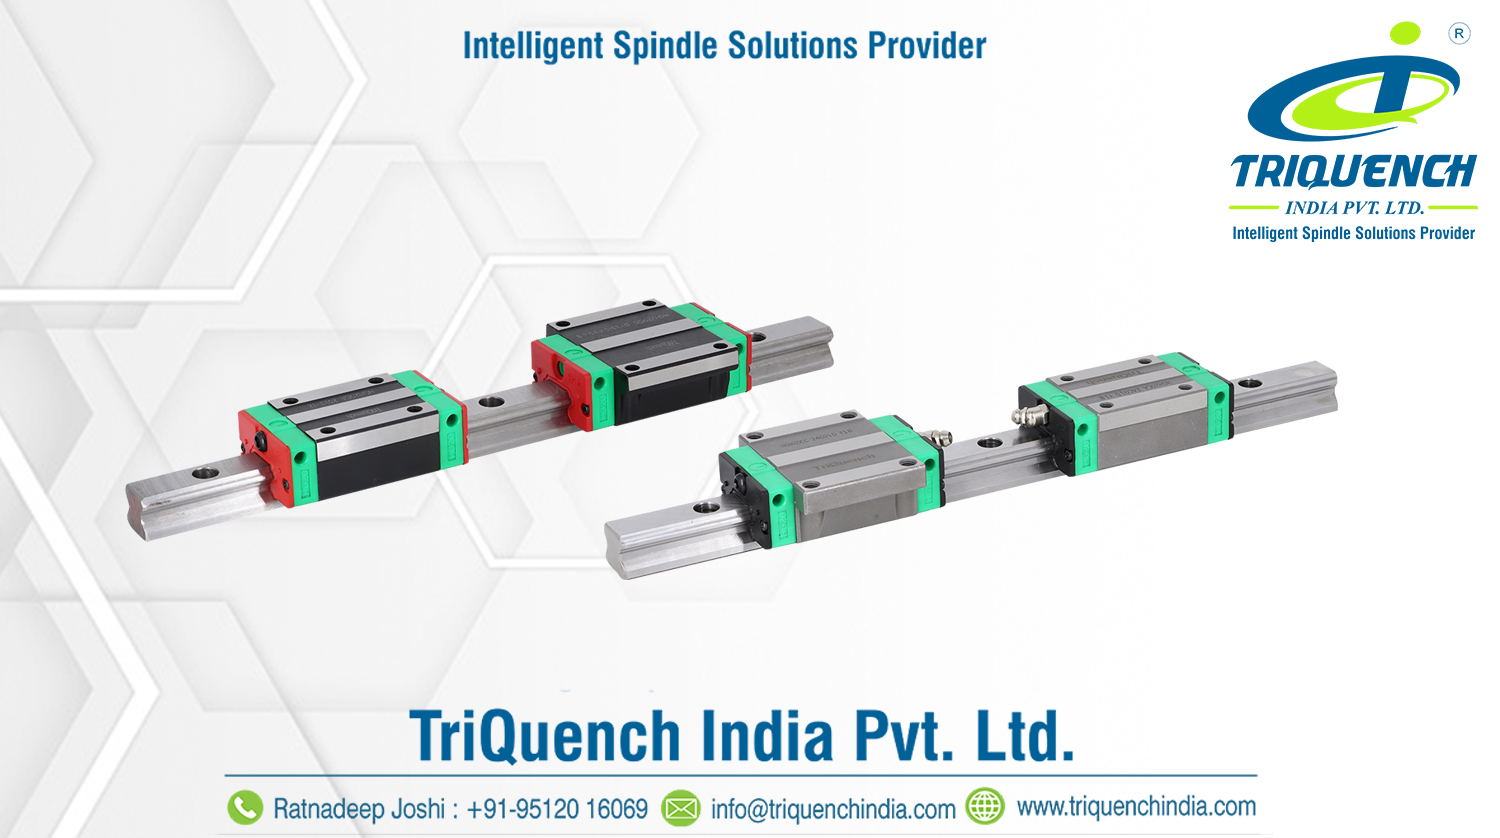 Intelligent Spindle Solutions Provider
®
TRIQUENCH
INDIA PVT. LTD.
Intelligent Spindle Solutions Provider
TriQuench
TriQuench India Pvt. Ltd.
Ratnadeep Joshi : +91-95120 16069
info@triquenchindia.com
www.triquenchindia.com